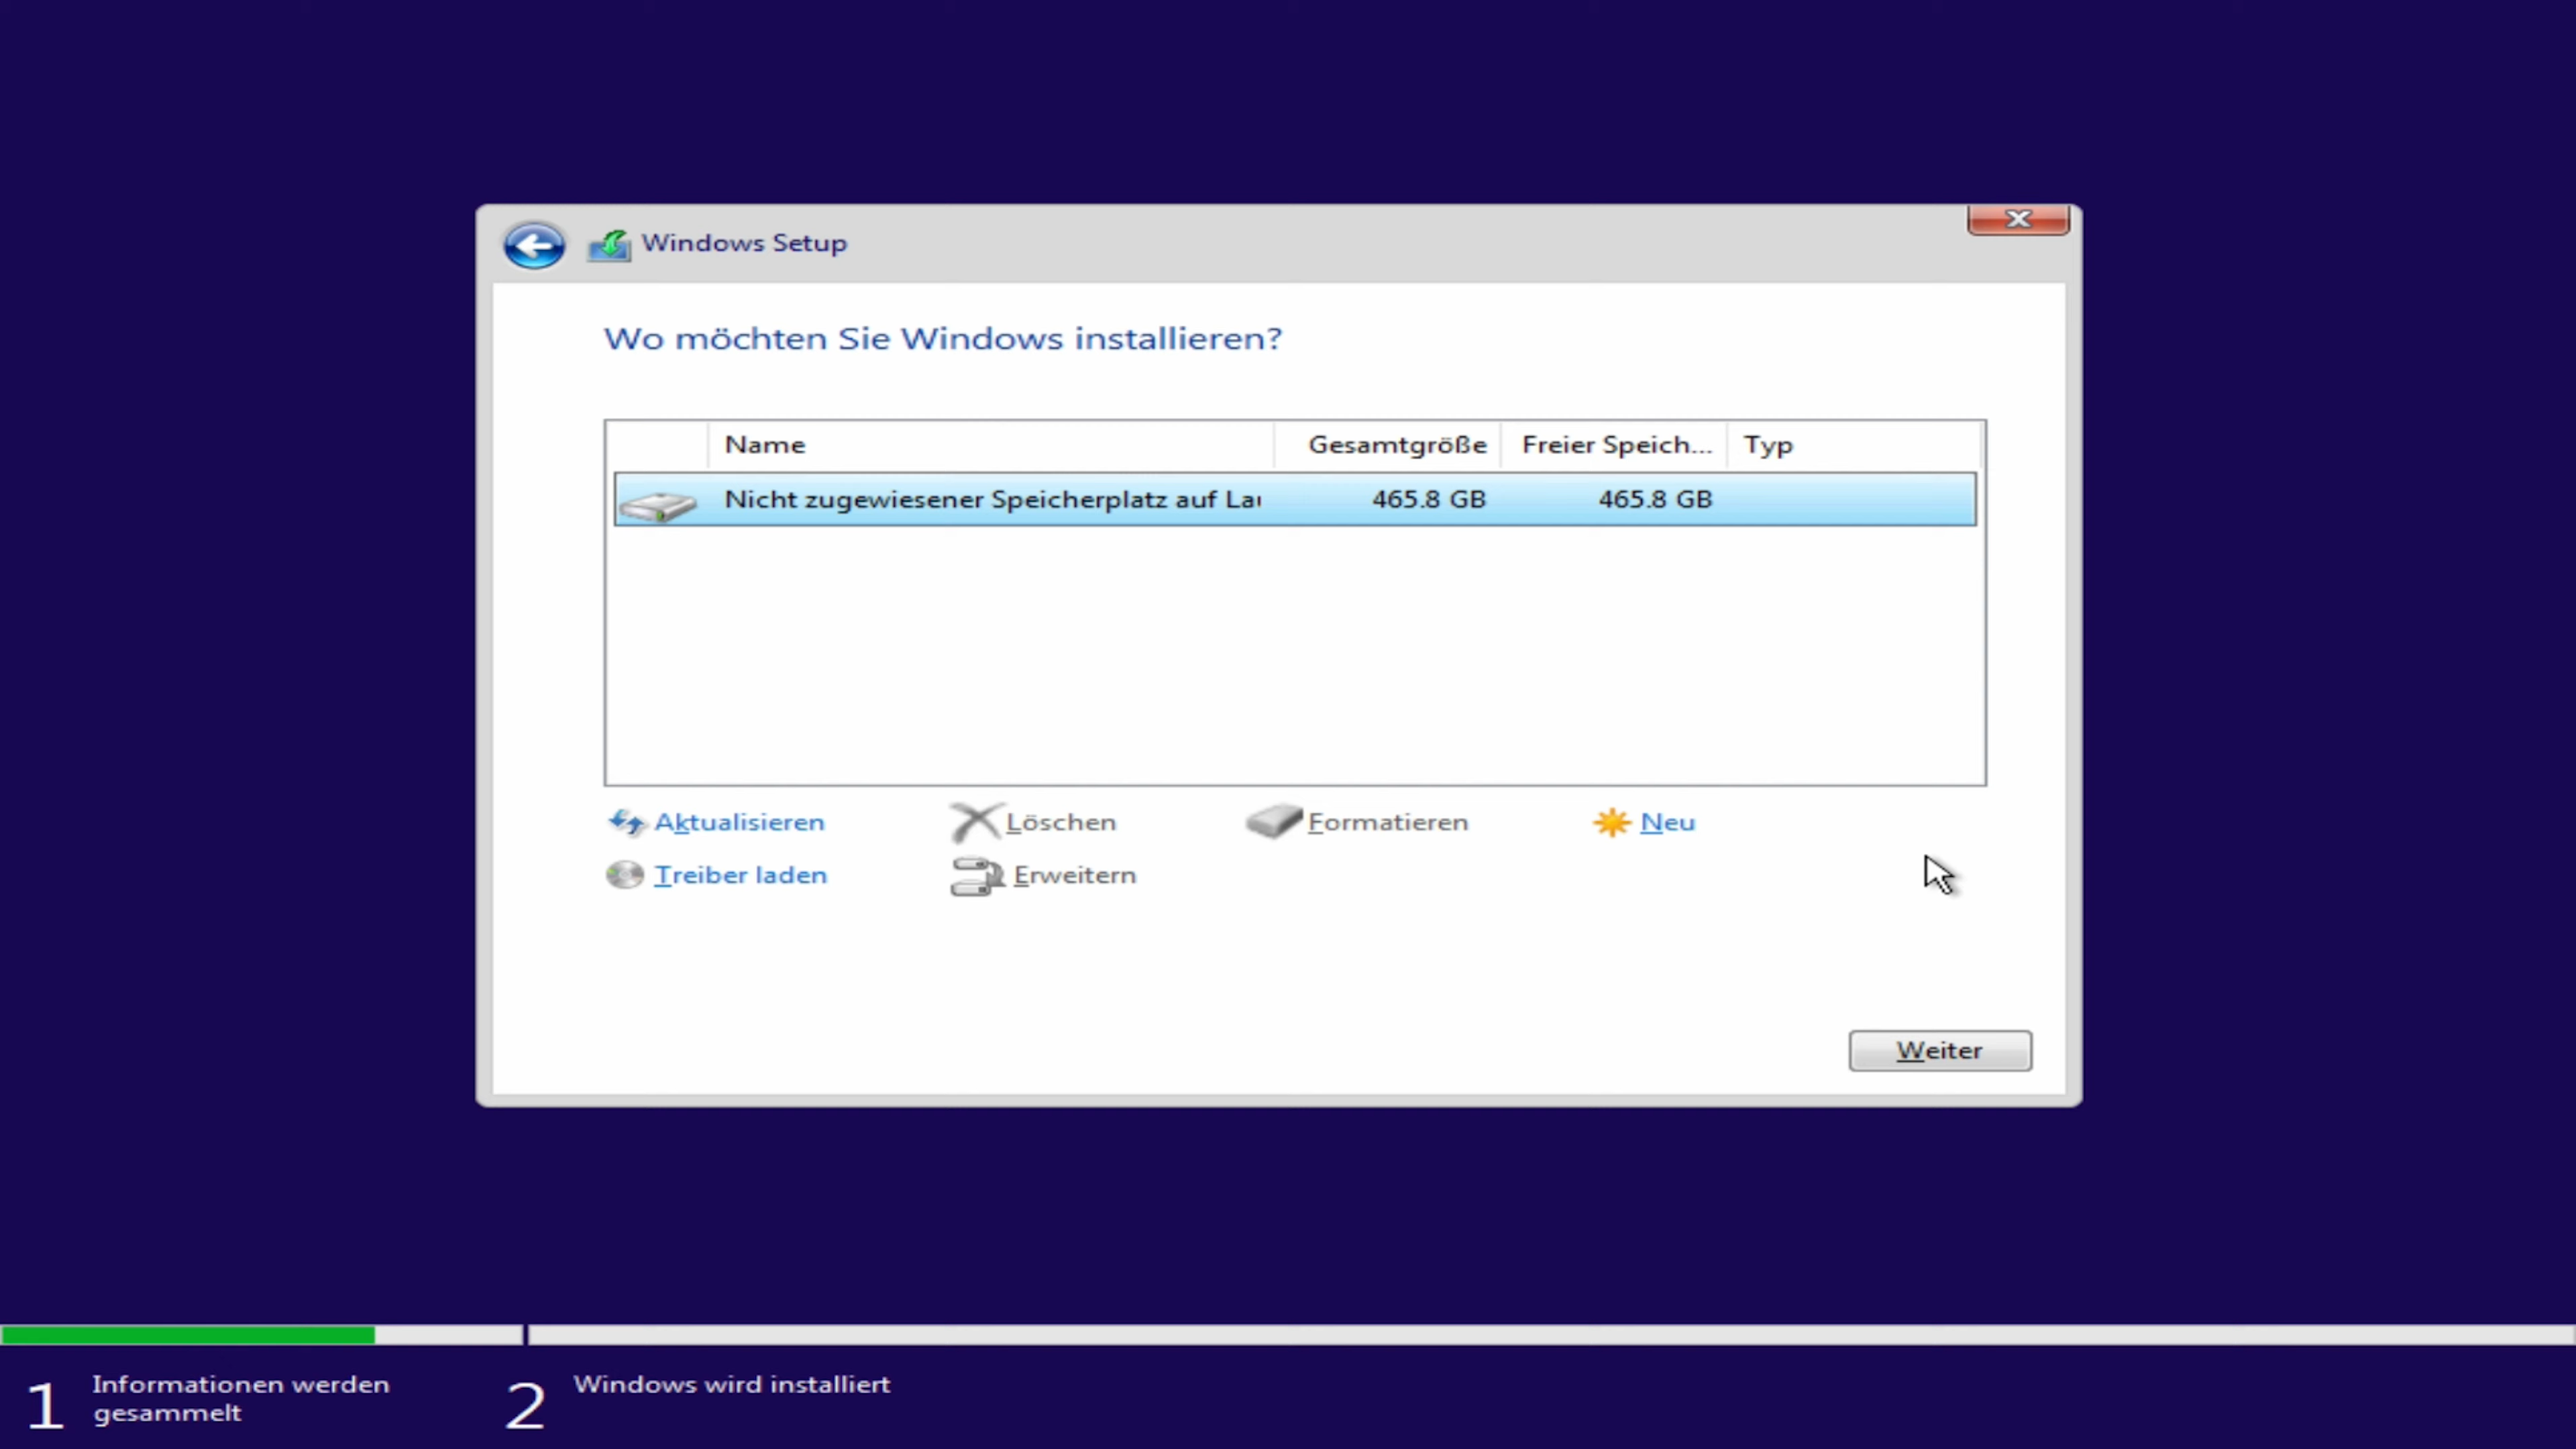 Windows Setup
Wo möchten Sie Windows installieren?
Name Gesamtgröße Freier Speich... Typ
Nicht zugewiesener Speicherplatz auf 465.8 GB 465.8 GB
Aktualisieren Löschen Formatieren Neu
Treiber laden Erweitern
Weiter
1 Informationen werden gesammelt
2 Windows wird installiert